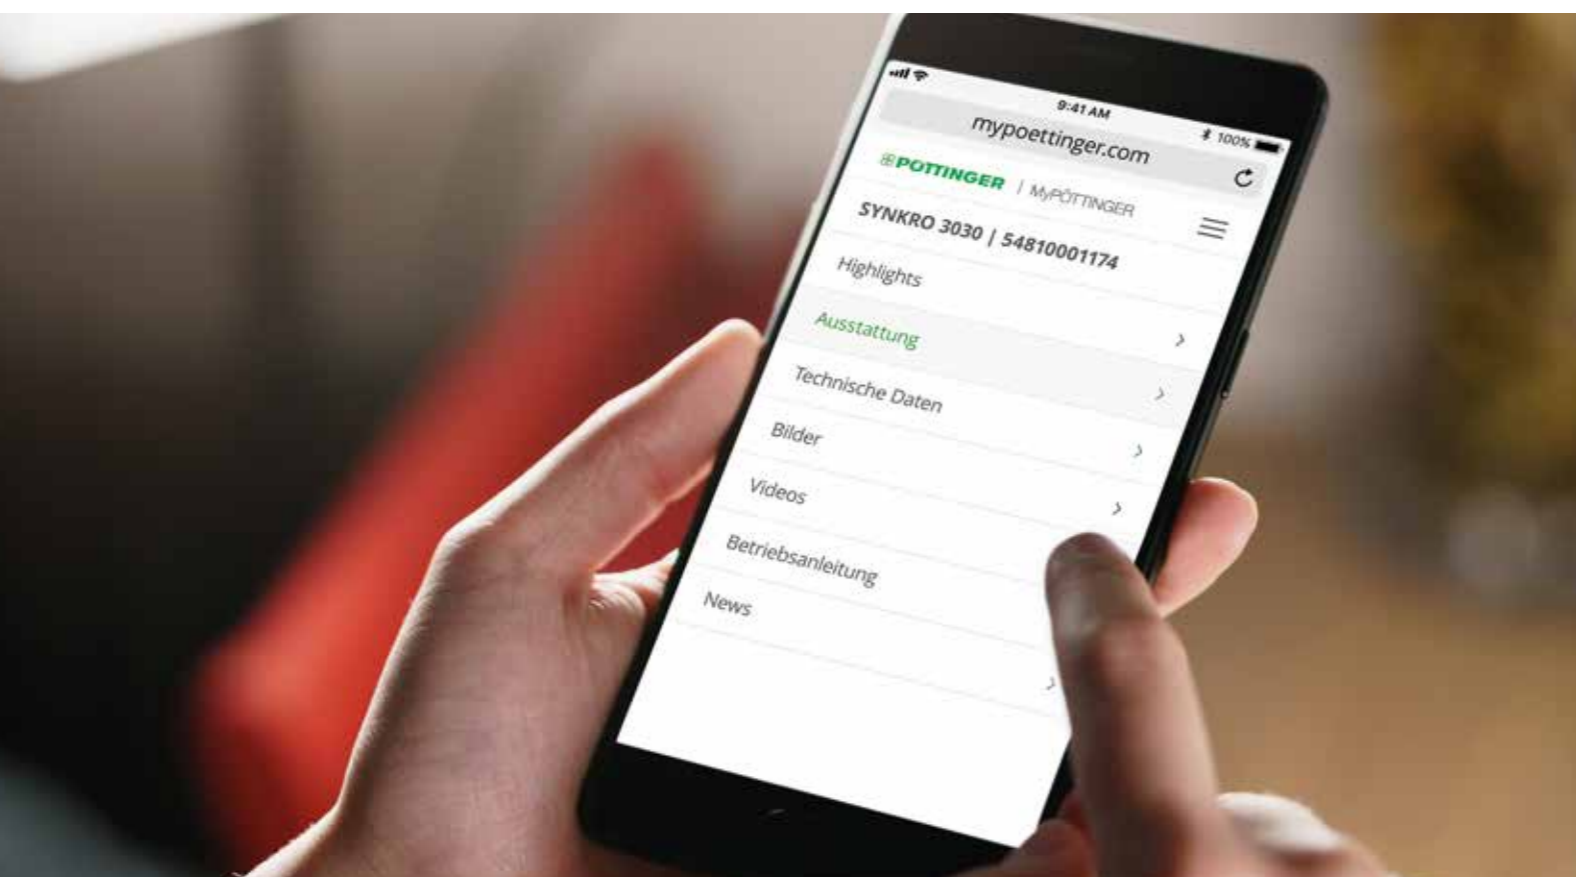 9:41 AM
100%
mypoettinger.com
PÖTTINGER | MyPÖTTINGER
SYNKRO 3030 | 54810001174
Highlights
Ausstattung
Technische Daten
Bilder
Videos
Betriebsanleitung
News